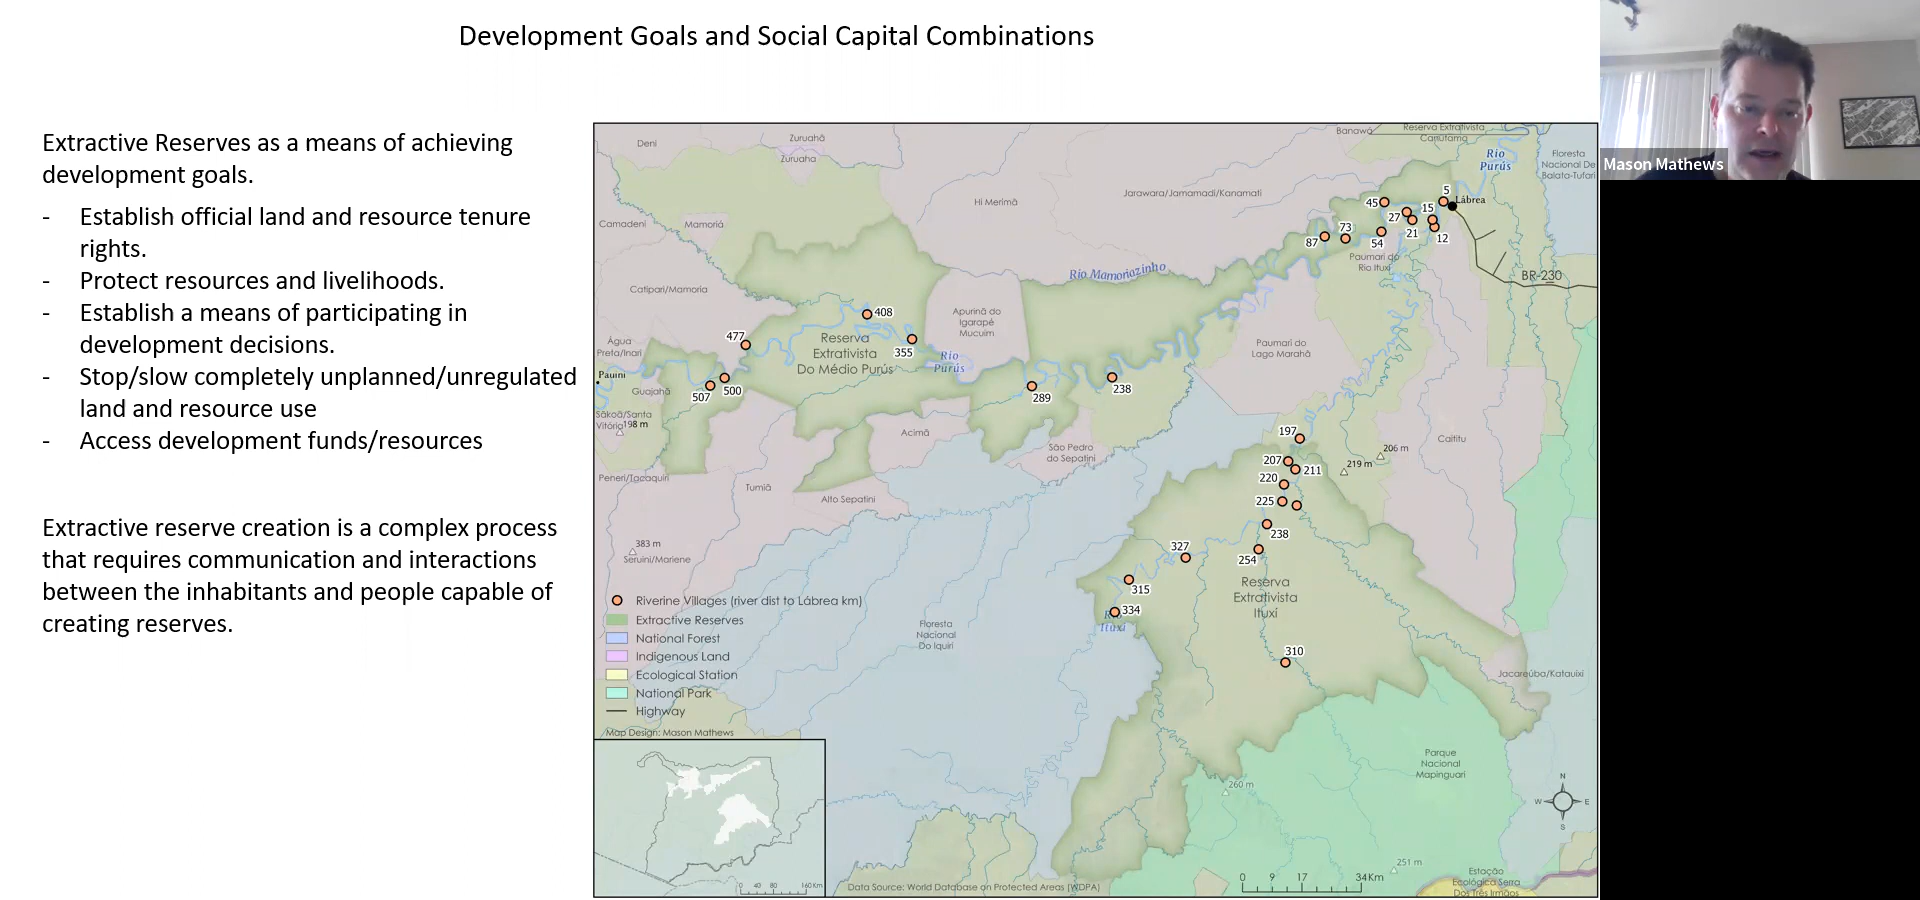 Development Goals and Social Capital Combinations
Extractive Reserves as a means of achieving
development goals.
- Establish official land and resource tenure
rights.
- Protect resources and livelihoods.
- Establish a means of participating in
development decisions.
- Stop/slow completely unplanned/unregulated
land and resource use
- Access development funds/resources
Extractive reserve creation is a complex process
that requires communication and interactions
between the inhabitants and people capable of
creating reserves.
Mason Mathews
Deni
Zuruahã
Zuruaha
Banawá
Reserva Extrativista
Canutama
Rio
Purús
Floresta
Nacional De
Balata-Tufari
Camadeni
Mamoriá
Hi Merimã
Jarawara/Jamamadi/Kanamati
5
Lábrea
45
27
15
21
12
54
73
87
Paumari do
Rio Ituxi
BR-230
Rio Mamoriazinho
Catipari/Mamoria
408
Apurinã do
Igarapé
Mucuim
477
355
Reserva
Extrativista
Do Médio Purús
Rio
Purús
Água
Preta/Inari
Paumari do
Lago Marahã
Pauini
Guajahã
507
500
289
238
Sãkoã/Santa
Vitória
198 m
Acimã
São Pedro
do Sepatini
197
Caititu
206 m
219 m
207
211
220
225
Peneri/Tacaquiri
Tumiã
Alto Sepatini
238
254
383 m
Seruini/Mariene
327
315
334
Rio
Ituxi
Reserva
Extrativista
Ituxi
310
Floresta
Nacional
Do Iquiri
Jacareúba/Katauixi
Riverine Villages (river dist to Lábrea km)
Extractive Reserves
National Forest
Indigenous Land
Ecological Station
National Park
Highway
Map Design: Mason Mathews
Parque
Nacional
Mapinguari
260 m
251 m
N
W E
S
0 40 80 160 Km
Data Source: World Database on Protected Areas (WDPA)
0 9 17 34 Km
Estação
Ecológica Serra
Dos Três Irmãos